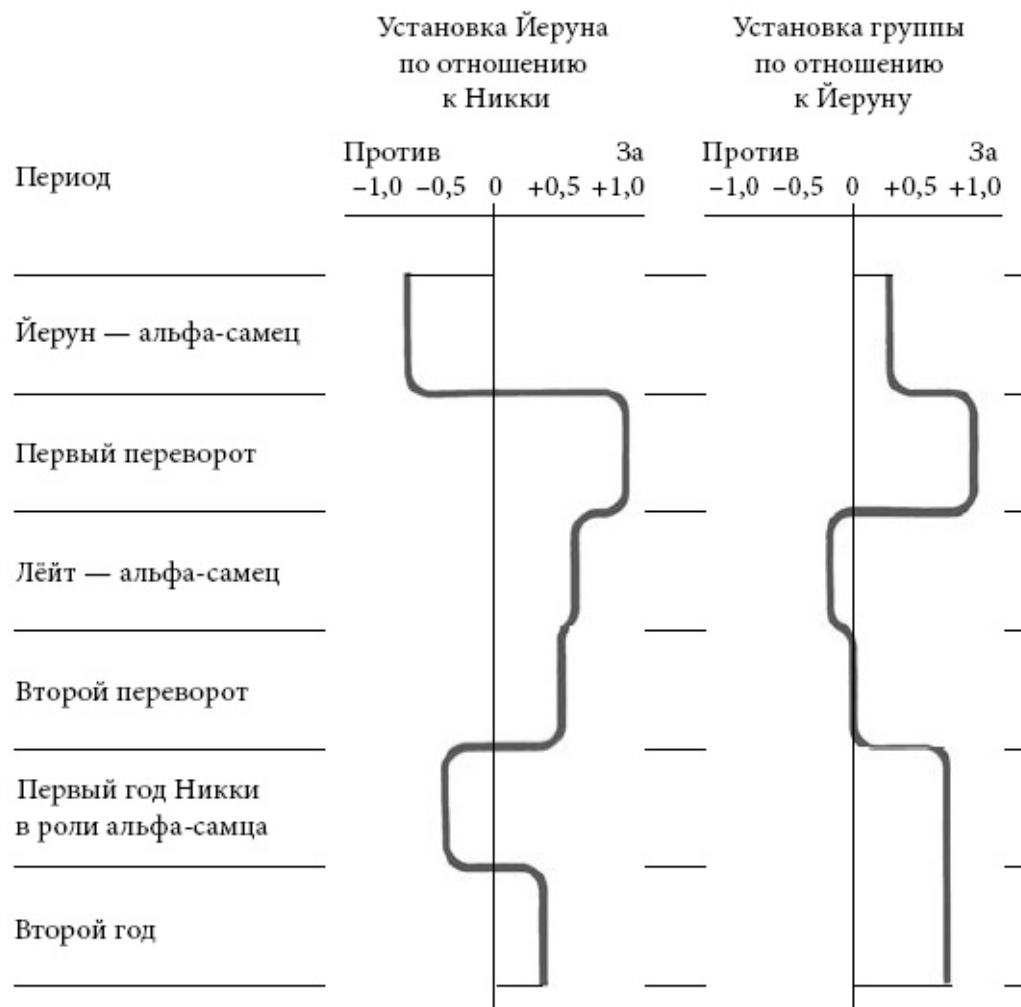 Установка Йеруна
по отношению
к Никки
Установка группы
по отношению
к Йеруну
Период
Против За
−1,0 −0,5 0 +0,5 +1,0
Против За
−1,0 −0,5 0 +0,5 +1,0
Йерун — альфа-самец
Первый переворот
Лёйт — альфа-самец
Второй переворот
Первый год Никки
в роли альфа-самца
Второй год